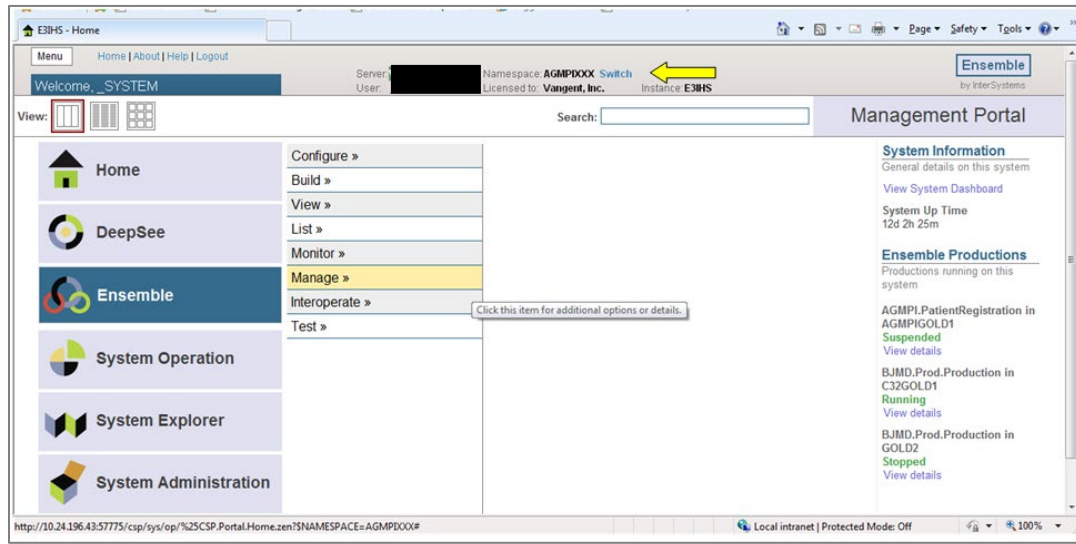 E3IHS - Home
Page Safety Tools
Menu Home | About | Help | Logout
Server: Namespace: AGMPIXXX Switch
Ensemble
by InterSystems
Welcome, _SYSTEM
User: Licensed to: Vangent, Inc. Instance: E3IHS
View:
Search:
Management Portal
Home
DeepSee
Ensemble
System Operation
System Explorer
System Administration
Configure »
Build »
View »
List »
Monitor »
Manage »
Interoperate »
Test »
Click this item for additional options or details.
System Information
General details on this system
View System Dashboard
System Up Time
12d 2h 25m
Ensemble Productions
Productions running on this
system
AGMPI.PatientRegistration in
AGMPIGOLD1
Suspended
View details
BJMD.Prod.Production in
C32GOLD1
Running
View details
BJMD.Prod.Production in
GOLD2
Stopped
View details
http://10.24.196.43:57775/csp/sys/op/%25CSP.Portal.Home.zen?$NAMESPACE=AGMPIXXX#
Local intranet | Protected Mode: Off
100%